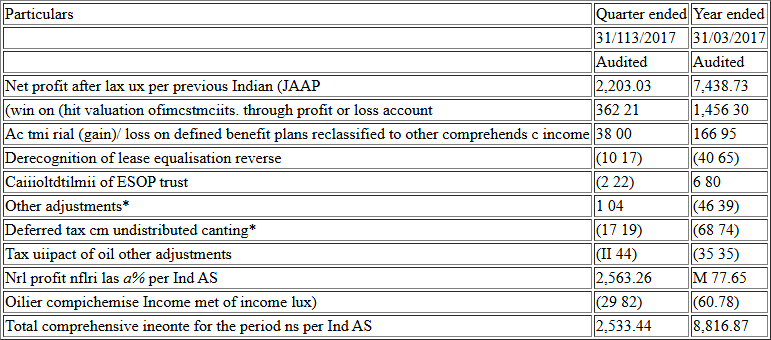 Particulars Quarter ended Year ended
31/113/2017 31/03/2017
Audited Audited
Net profit after lax ux per previous Indian (JAAP 2,203.03 7,438.73
(win on (hit valuation ofimcstmciits. through profit or loss account 362 21 1,456 30
Ac tmi rial (gain)/ loss on defined benefit plans reclassified to other comprehends c income 38 00 166 95
Derecognition of lease equalisation reverse (10 17) (40 65)
Caiiioltdtilmii of ESOP trust (2 22) 6 80
Other adjustments* 1 04 (46 39)
Deferred tax cm undistributed canting* (17 19) (68 74)
Tax uiipact of oil other adjustments (II 44) (35 35)
Nrl profit nflri las a% per Ind AS 2,563.26 M 77.65
Oilier compichemise Income met of income lux) (29 82) (60.78)
Total comprehensive ineonte for the period ns per Ind AS 2,533.44 8,816.87